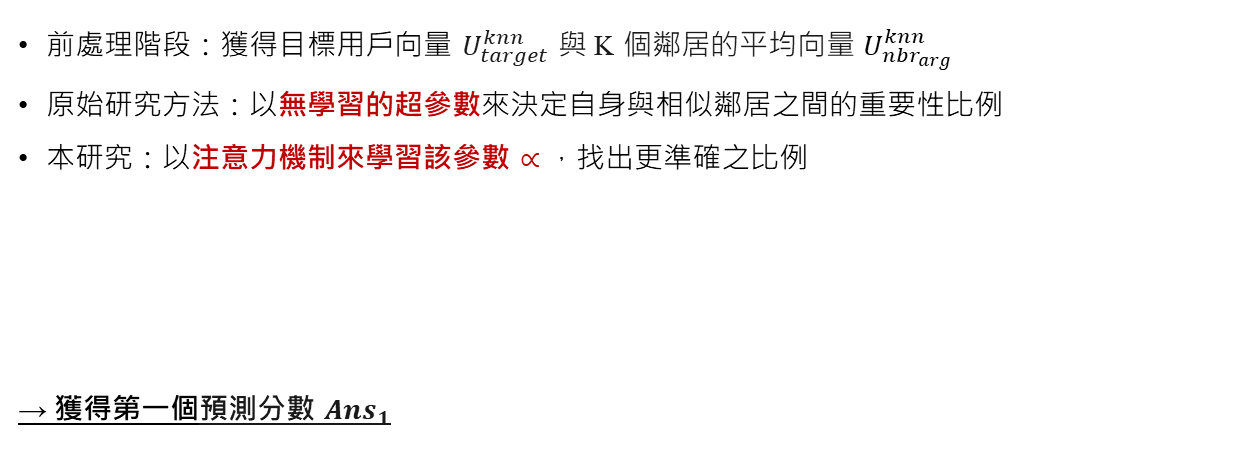 • 前處理階段：獲得目標用戶向量 $U_{target}^{knn}$ 與 K 個鄰居的平均向量 $U_{nbr_{arg}}^{knn}$
• 原始研究方法：以無學習的超參數來決定自身與相似鄰居之間的重要性比例
• 本研究：以注意力機制來學習該參數 ∝ ，找出更準確之比例
→ 獲得第一個預測分數 $Ans_1$